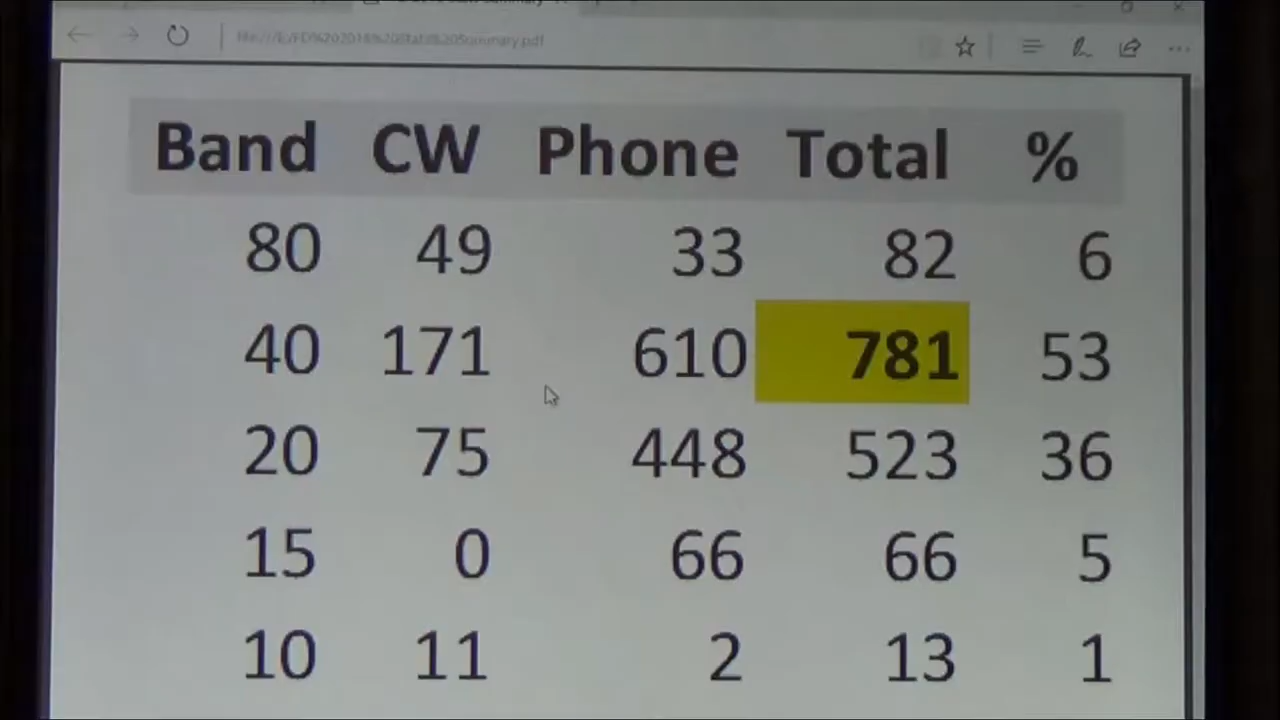 Band CW Phone Total %
80 49 33 82 6
40 171 610 781 53
20 75 448 523 36
15 0 66 66 5
10 11 2 13 1